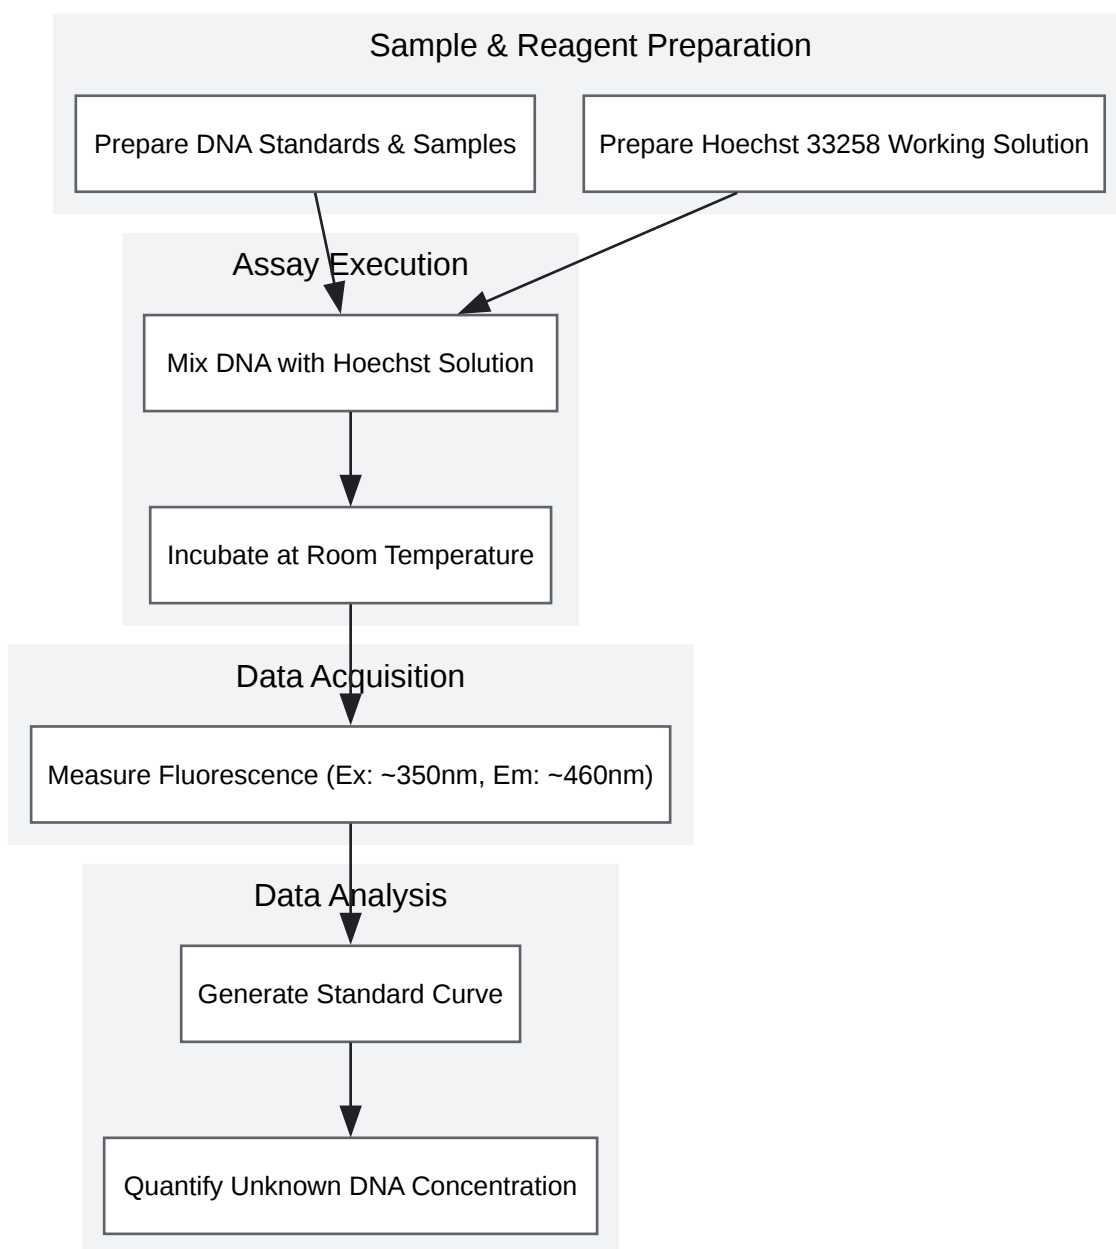 Sample & Reagent Preparation
Prepare DNA Standards & Samples
Prepare Hoechst 33258 Working Solution
Assay Execution
Mix DNA with Hoechst Solution
Incubate at Room Temperature
Data Acquisition
Measure Fluorescence (Ex: ~350nm, Em: ~460nm)
Data Analysis
Generate Standard Curve
Quantify Unknown DNA Concentration